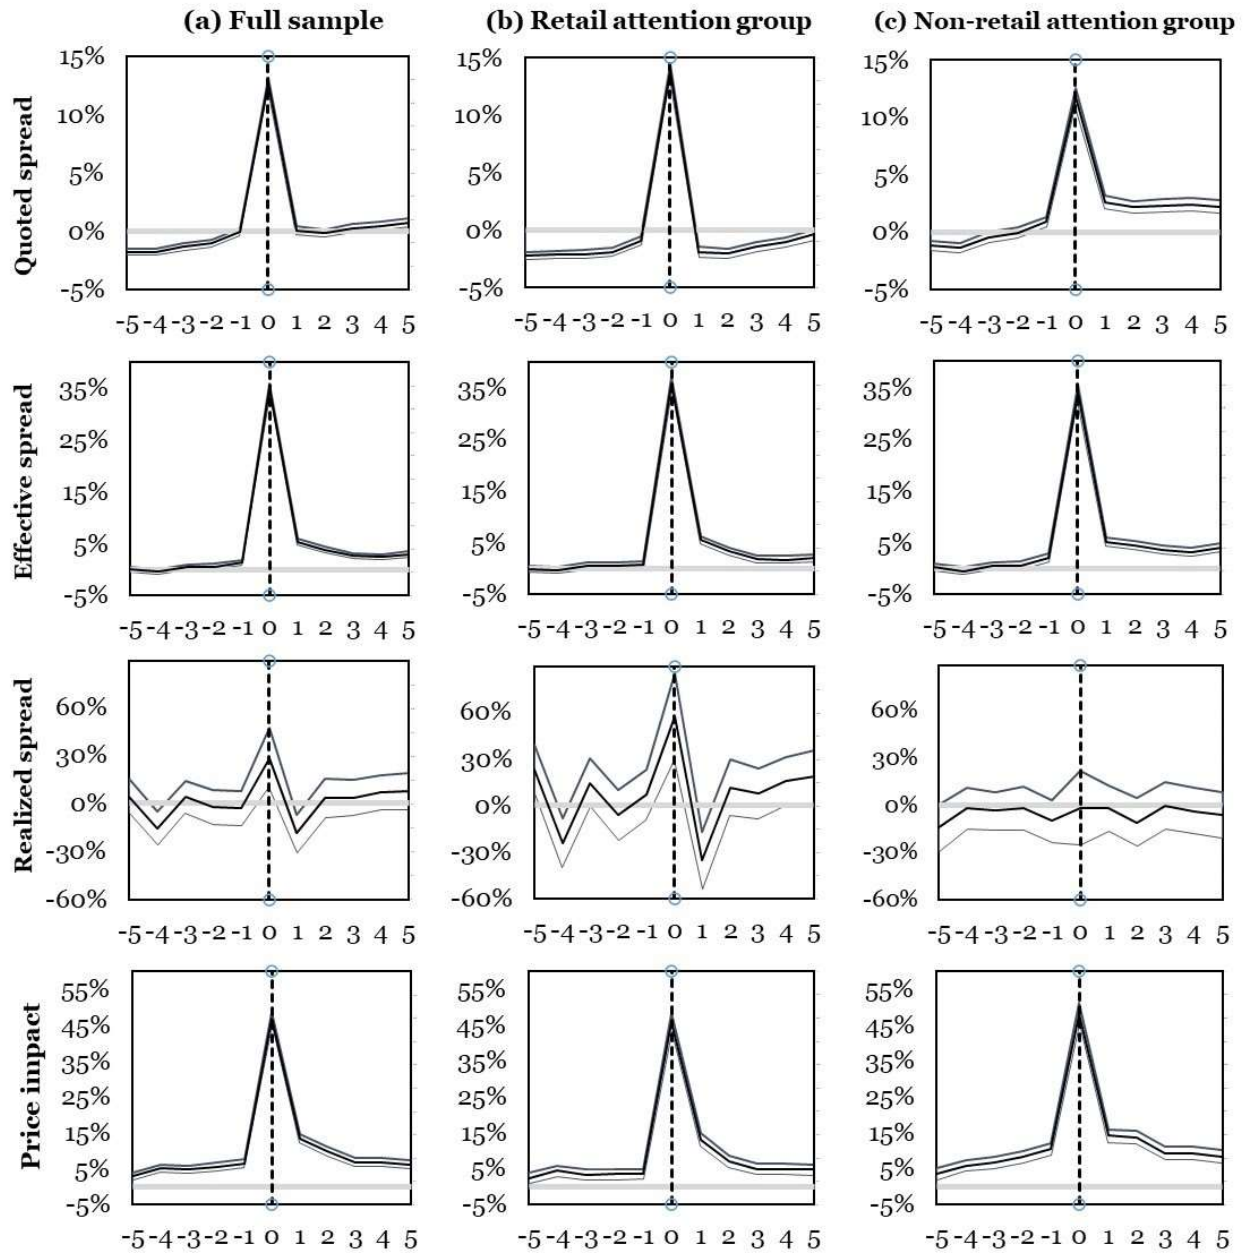 (a) Full sample (b) Retail attention group (c) Non-retail attention group
Quoted spread
15% 15% 15%
10% 10% 10%
5% 5% 5%
0% 0% 0%
-5% -5% -5%
-5 -4 -3 -2 -1 0 1 2 3 4 5 -5 -4 -3 -2 -1 0 1 2 3 4 5 -5 -4 -3 -2 -1 0 1 2 3 4 5
Effective spread
35% 35% 35%
25% 25% 25%
15% 15% 15%
5% 5% 5%
-5% -5% -5%
-5 -4 -3 -2 -1 0 1 2 3 4 5 -5 -4 -3 -2 -1 0 1 2 3 4 5 -5 -4 -3 -2 -1 0 1 2 3 4 5
Realized spread
60% 60% 60%
30% 30% 30%
0% 0% 0%
-30% -30% -30%
-60% -60% -60%
-5 -4 -3 -2 -1 0 1 2 3 4 5 -5 -4 -3 -2 -1 0 1 2 3 4 5 -5 -4 -3 -2 -1 0 1 2 3 4 5
Price impact
55% 55% 55%
45% 45% 45%
35% 35% 35%
25% 25% 25%
15% 15% 15%
5% 5% 5%
-5% -5% -5%
-5 -4 -3 -2 -1 0 1 2 3 4 5 -5 -4 -3 -2 -1 0 1 2 3 4 5 -5 -4 -3 -2 -1 0 1 2 3 4 5